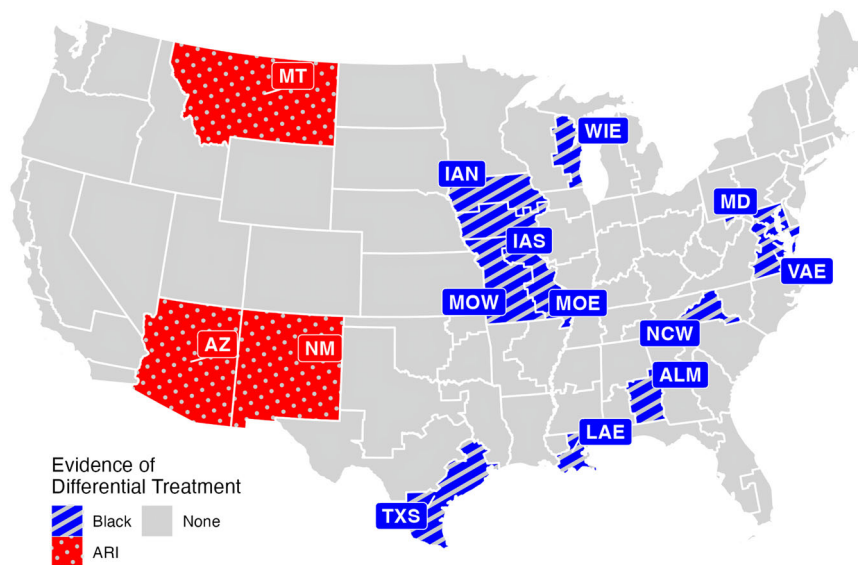 MT
WIE
IAN
MD
IAS
VAE
MOW
MOE
NCW
AZ
NM
ALM
LAE
TXS
Evidence of
Differential Treatment
Black None
ARI